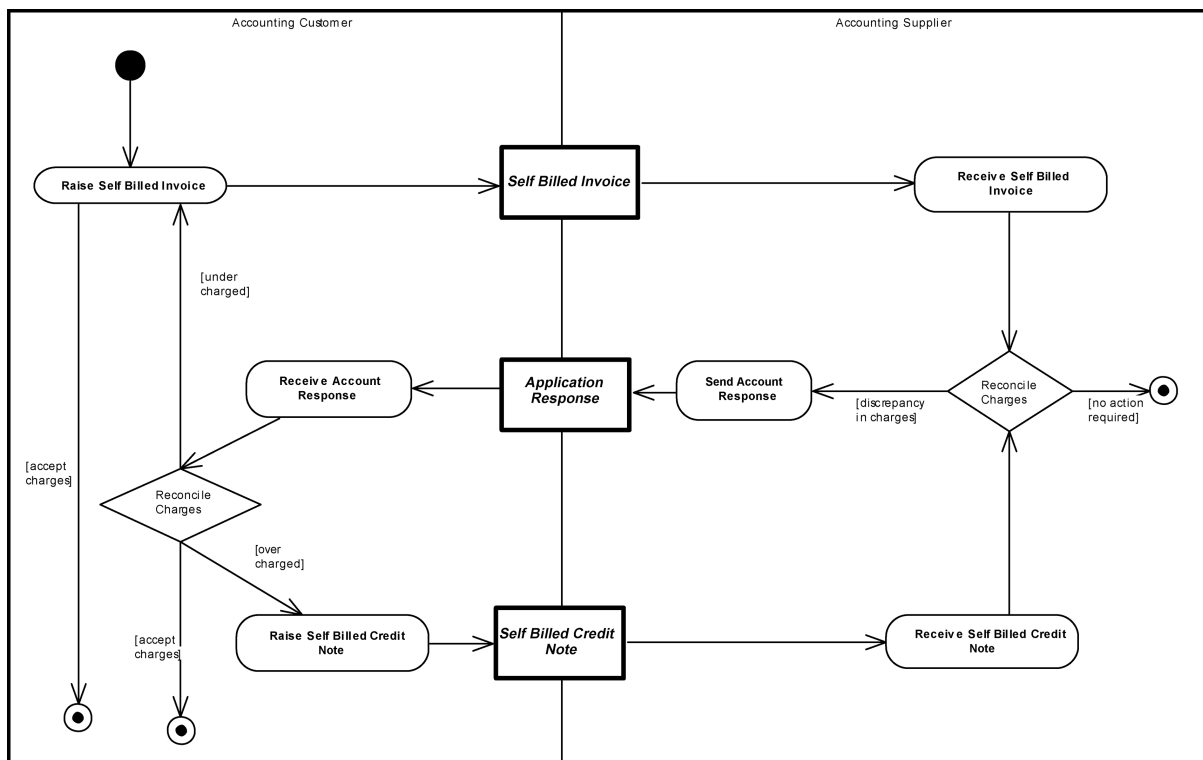 Accounting Customer
Accounting Supplier
Raise Self Billed Invoice
Self Billed Invoice
Receive Self Billed
Invoice
[under
charged]
Receive Account
Response
Application
Response
Send Account
Response
[discrepancy
in charges]
Reconcile
Charges
[no action
required]
[accept
charges]
Reconcile
Charges
[over
charged]
[accept
charges]
Raise Self Billed Credit
Note
Self Billed Credit
Note
Receive Self Billed Credit
Note